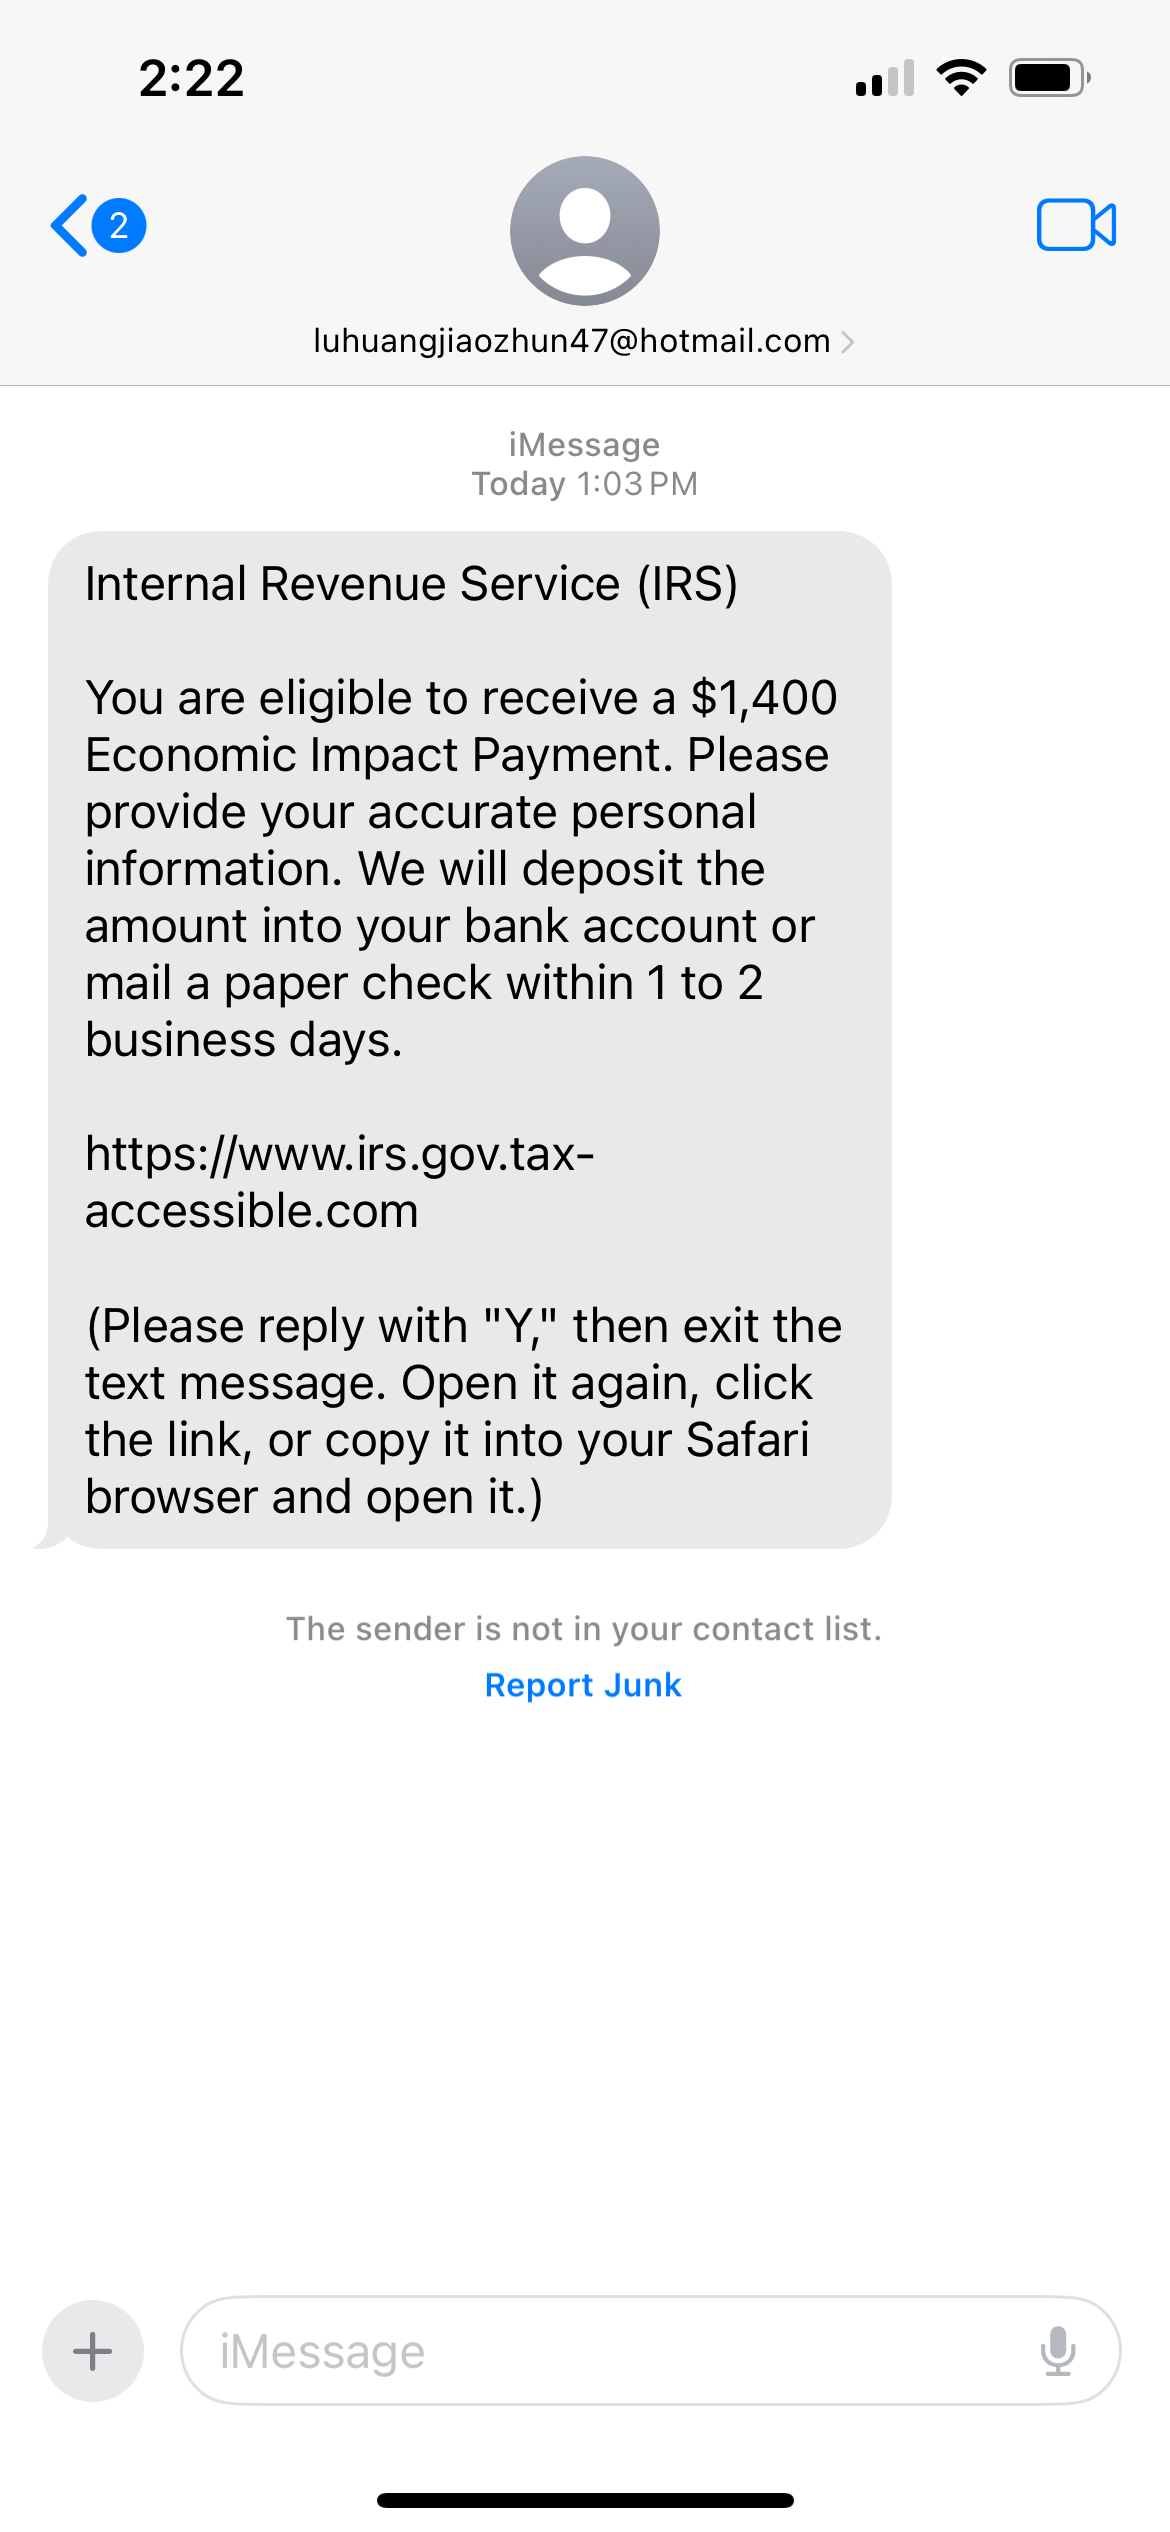 2:22
2
luhuangjiaozhun47@hotmail.com
iMessage
Today 1:03 PM
Internal Revenue Service (IRS)
You are eligible to receive a $1,400
Economic Impact Payment. Please
provide your accurate personal
information. We will deposit the
amount into your bank account or
mail a paper check within 1 to 2
business days.
https://www.irs.gov.tax-
accessible.com
(Please reply with "Y," then exit the
text message. Open it again, click
the link, or copy it into your Safari
browser and open it.)
The sender is not in your contact list.
Report Junk
iMessage